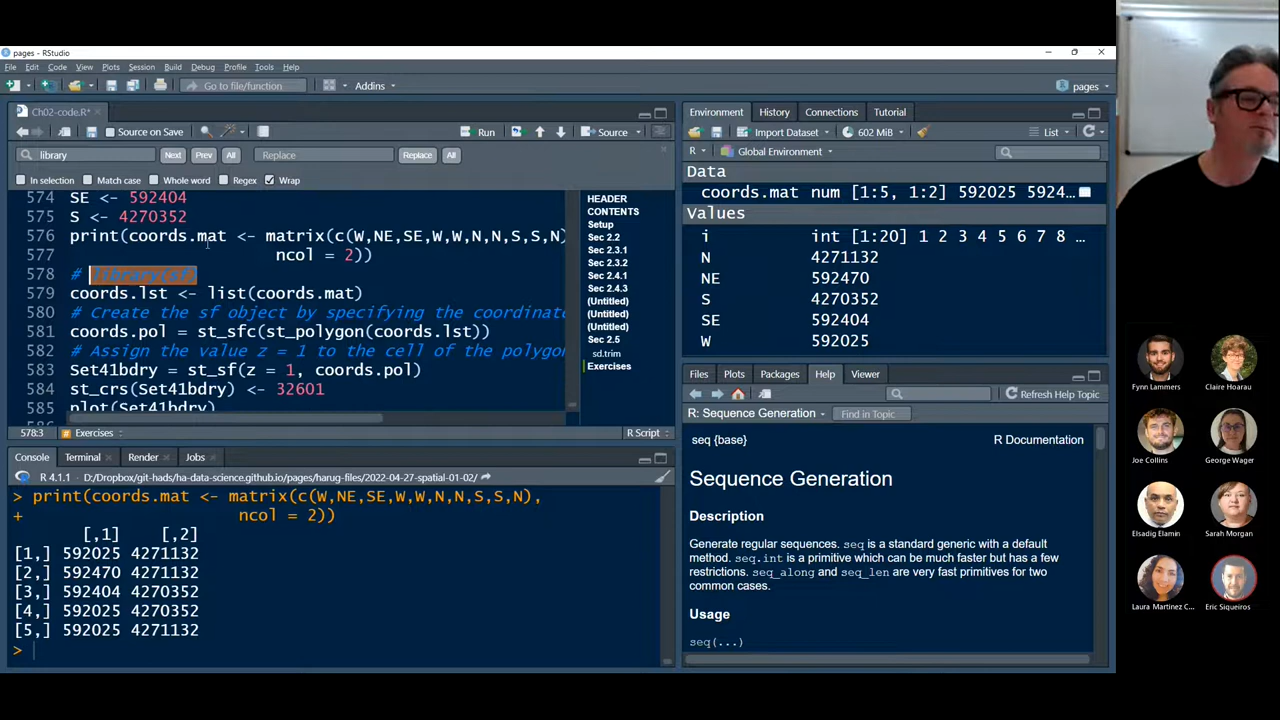 pages - RStudio
File Edit Code View Plots Session Build Debug Profile Tools Help
Go to file/function
Addins
pages
Ch02-code.R*
Source on Save
Run
Source
library
Next
Prev
All
Replace
Replace
All
In selection
Match case
Whole word
Regex
Wrap
574 SE <- 592404
575 S <- 4270352
576 print(coords.mat <- matrix(c(W,NE,SE,W,W,N,N,S,S,N)
577 ncol = 2))
578 # library(sf)
579 coords.lst <- list(coords.mat)
580 # Create the sf object by specifying the coordinat
581 coords.pol = st_sfc(st_polygon(coords.lst))
582 # Assign the value z = 1 to the cell of the polygon
583 Set41bdry = st_sf(z = 1, coords.pol)
584 st_crs(Set41bdry) <- 32601
585 plot(Set41bdry)
HEADER
CONTENTS
Setup
Sec 2.2
Sec 2.3.1
Sec 2.3.2
Sec 2.4.1
Sec 2.4.3
(Untitled)
(Untitled)
(Untitled)
Sec 2.5
sd.trim
Exercises
578:3
Exercises
R Script
Console Terminal Render Jobs
R 4.1.1 · D:/Dropbox/git-hads/ha-data-science.github.io/pages/harug-files/2022-04-27-spatial-01-02/
> print(coords.mat <- matrix(c(W,NE,SE,W,W,N,N,S,S,N),
+ ncol = 2))
[,1] [,2]
[1,] 592025 4271132
[2,] 592470 4271132
[3,] 592404 4270352
[4,] 592025 4270352
[5,] 592025 4271132
>
Environment History Connections Tutorial
Import Dataset
602 MiB
List
R
Global Environment
Data
coords.mat num [1:5, 1:2] 592025 5924…
Values
i int [1:20] 1 2 3 4 5 6 7 8 …
N 4271132
NE 592470
S 4270352
SE 592404
W 592025
Files Plots Packages Help Viewer
Refresh Help Topic
R: Sequence Generation
Find in Topic
seq {base}
R Documentation
Sequence Generation
Description
Generate regular sequences. seq is a standard generic with a default
method. seq.int is a primitive which can be much faster but has a few
restrictions. seq_along and seq_len are very fast primitives for two
common cases.
Usage
seq(...)
Fynn Lammers
Claire Hoarau
Joe Collins
George Wager
Elsadig Elamin
Sarah Morgan
Laura Martinez C...
Eric Siqueiros